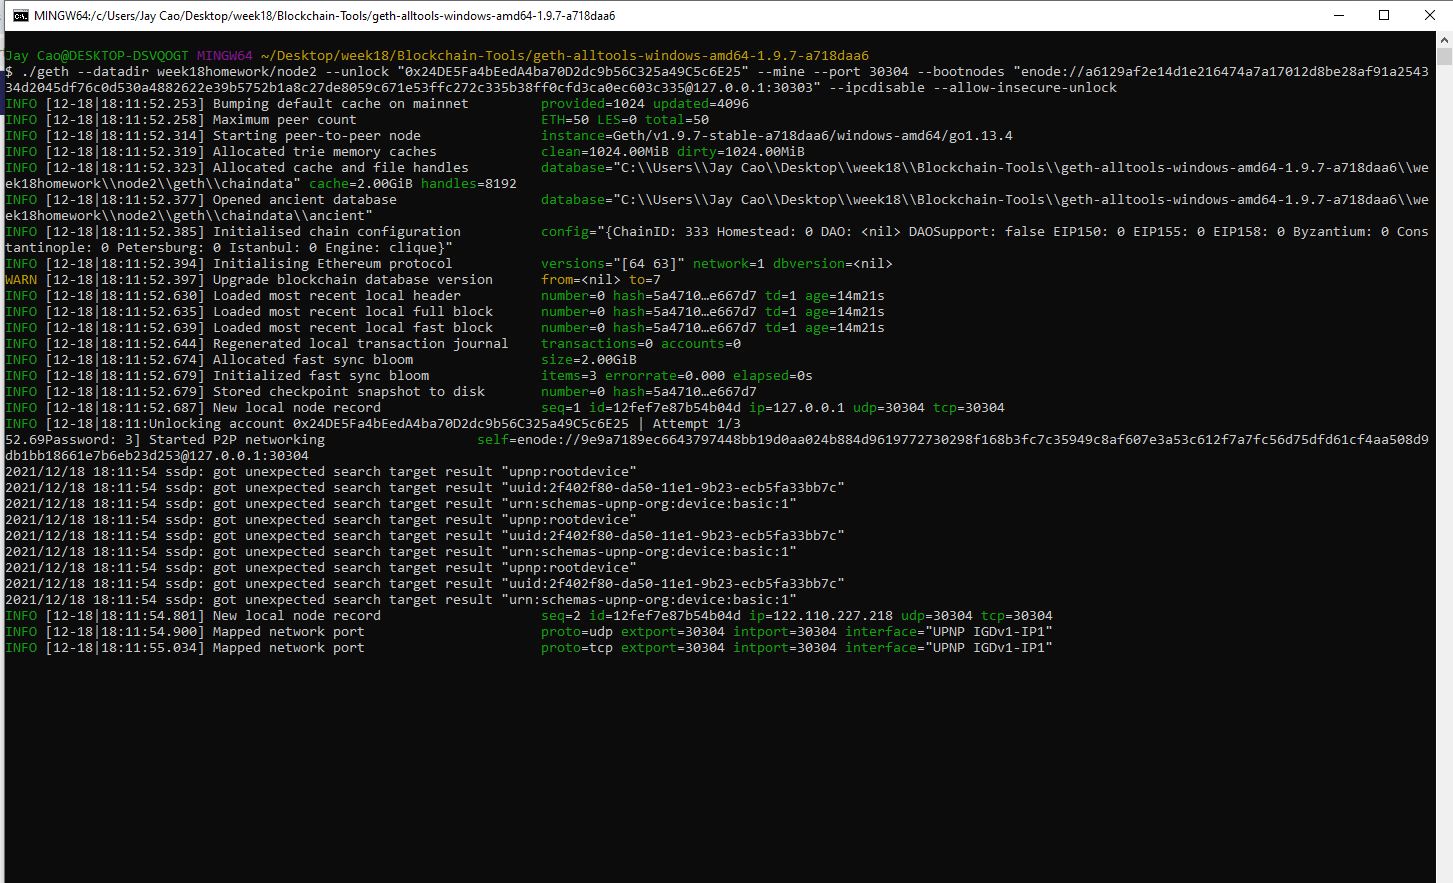 MINGW64:/c/Users/Jay Cao/Desktop/week18/Blockchain-Tools/geth-alltools-windows-amd64-1.9.7-a718daa6
Jay Cao@DESKTOP-DSVQOGT MINGW64 ~/Desktop/week18/Blockchain-Tools/geth-alltools-windows-amd64-1.9.7-a718daa6
$ ./geth --datadir week18homework/node2 --unlock "0x24DE5Fa4bEedA4ba70D2dc9b56C325a49C5c6E25" --mine --port 30304 --bootnodes "enode://a6129af2e14d1e216474a7a17012d8be28af91a2543
34d2045df76c0d530a4882622e39b5752b1a8c27de8059c671e53ffc272c335b38ff0cfd3ca0ec603c335@127.0.0.1:30303" --ipcdisable --allow-insecure-unlock
INFO [12-18|18:11:52.253] Bumping default cache on mainnet provided=1024 updated=4096
INFO [12-18|18:11:52.258] Maximum peer count ETH=50 LES=0 total=50
INFO [12-18|18:11:52.314] Starting peer-to-peer node instance=Geth/v1.9.7-stable-a718daa6/windows-amd64/go1.13.4
INFO [12-18|18:11:52.319] Allocated trie memory caches clean=1024.00MiB dirty=1024.00MiB
INFO [12-18|18:11:52.323] Allocated cache and file handles database="C:\\Users\\Jay Cao\\Desktop\\week18\\Blockchain-Tools\\geth-alltools-windows-amd64-1.9.7-a718daa6\\we
ek18homework\\node2\\geth\\chaindata" cache=2.00GiB handles=8192
INFO [12-18|18:11:52.377] Opened ancient database database="C:\\Users\\Jay Cao\\Desktop\\week18\\Blockchain-Tools\\geth-alltools-windows-amd64-1.9.7-a718daa6\\we
ek18homework\\node2\\geth\\chaindata\\ancient"
INFO [12-18|18:11:52.385] Initialised chain configuration config="{ChainID: 333 Homestead: 0 DAO: <nil> DAOSupport: false EIP150: 0 EIP155: 0 EIP158: 0 Byzantium: 0 Cons
tantinople: 0 Petersburg: 0 Istanbul: 0 Engine: clique}"
INFO [12-18|18:11:52.394] Initialising Ethereum protocol versions="[64 63]" network=1 dbversion=<nil>
WARN [12-18|18:11:52.397] Upgrade blockchain database version from=<nil> to=7
INFO [12-18|18:11:52.630] Loaded most recent local header number=0 hash=5a4710…e667d7 td=1 age=14m21s
INFO [12-18|18:11:52.635] Loaded most recent local full block number=0 hash=5a4710…e667d7 td=1 age=14m21s
INFO [12-18|18:11:52.639] Loaded most recent local fast block number=0 hash=5a4710…e667d7 td=1 age=14m21s
INFO [12-18|18:11:52.644] Regenerated local transaction journal transactions=0 accounts=0
INFO [12-18|18:11:52.674] Allocated fast sync bloom size=2.00GiB
INFO [12-18|18:11:52.679] Initialized fast sync bloom items=3 errorrate=0.000 elapsed=0s
INFO [12-18|18:11:52.679] Stored checkpoint snapshot to disk number=0 hash=5a4710…e667d7
INFO [12-18|18:11:52.687] New local node record seq=1 id=12fef7e87b54b04d ip=127.0.0.1 udp=30304 tcp=30304
INFO [12-18|18:11:Unlocking account 0x24DE5Fa4bEedA4ba70D2dc9b56C325a49C5c6E25 | Attempt 1/3
52.69Password: 3] Started P2P networking self=enode://9e9a7189ec6643797448bb19d0aa024b884d9619772730298f168b3fc7c35949c8af607e3a53c612f7a7fc56d75dfd61cf4aa508d9
db1bb18661e7b6eb23d253@127.0.0.1:30304
2021/12/18 18:11:54 ssdp: got unexpected search target result "upnp:rootdevice"
2021/12/18 18:11:54 ssdp: got unexpected search target result "uuid:2f402f80-da50-11e1-9b23-ecb5fa33bb7c"
2021/12/18 18:11:54 ssdp: got unexpected search target result "urn:schemas-upnp-org:device:basic:1"
2021/12/18 18:11:54 ssdp: got unexpected search target result "upnp:rootdevice"
2021/12/18 18:11:54 ssdp: got unexpected search target result "uuid:2f402f80-da50-11e1-9b23-ecb5fa33bb7c"
2021/12/18 18:11:54 ssdp: got unexpected search target result "urn:schemas-upnp-org:device:basic:1"
2021/12/18 18:11:54 ssdp: got unexpected search target result "upnp:rootdevice"
2021/12/18 18:11:54 ssdp: got unexpected search target result "uuid:2f402f80-da50-11e1-9b23-ecb5fa33bb7c"
2021/12/18 18:11:54 ssdp: got unexpected search target result "urn:schemas-upnp-org:device:basic:1"
INFO [12-18|18:11:54.801] New local node record seq=2 id=12fef7e87b54b04d ip=122.110.227.218 udp=30304 tcp=30304
INFO [12-18|18:11:54.900] Mapped network port proto=udp extport=30304 intport=30304 interface="UPNP IGDv1-IP1"
INFO [12-18|18:11:55.034] Mapped network port proto=tcp extport=30304 intport=30304 interface="UPNP IGDv1-IP1"